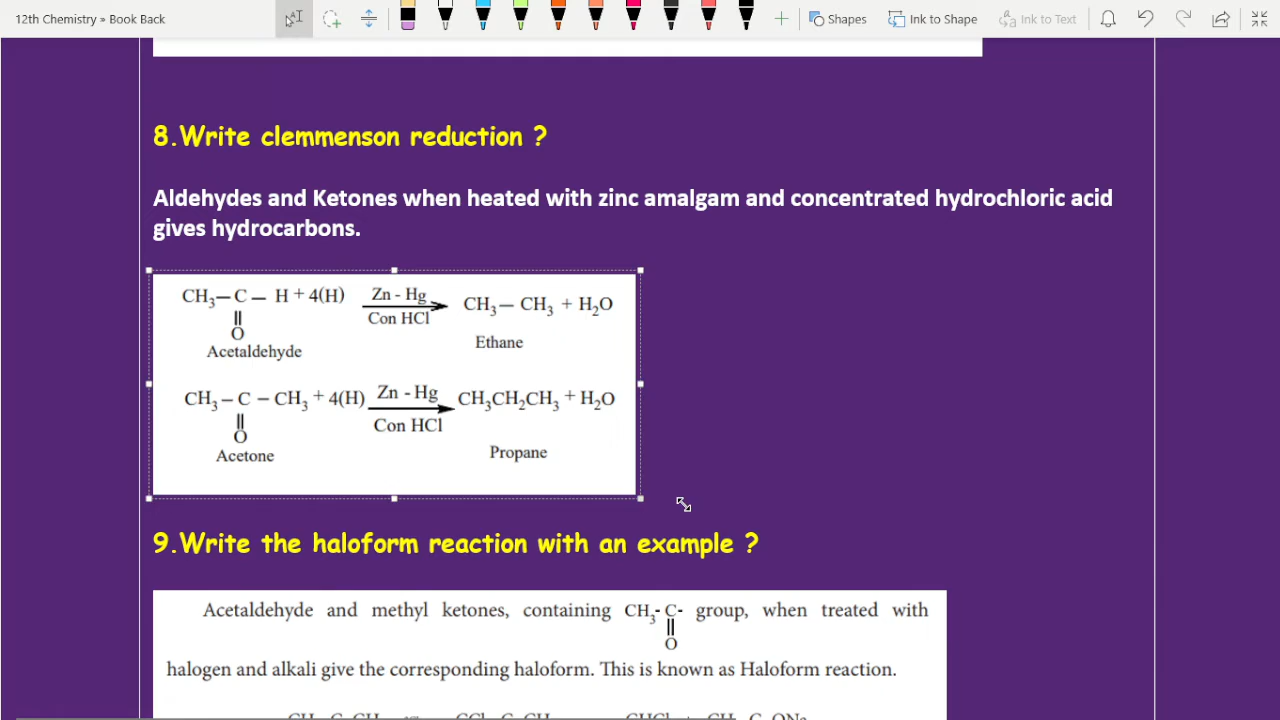 12th Chemistry » Book Back
Shapes
Ink to Shape
Ink to Text
8.Write clemmenson reduction ?
Aldehydes and Ketones when heated with zinc amalgam and concentrated hydrochloric acid
gives hydrocarbons.
CH₃— C — H + 4(H) Zn - Hg CH₃— CH₃ + H₂O
Con HCl
||
O
Acetaldehyde Ethane
CH₃ – C – CH₃ + 4(H) Zn - Hg CH₃CH₂CH₃ + H₂O
Con HCl
||
O
Acetone Propane
9.Write the haloform reaction with an example ?
Acetaldehyde and methyl ketones, containing CH₃- C- group, when treated with
||
O
halogen and alkali give the corresponding haloform. This is known as Haloform reaction.